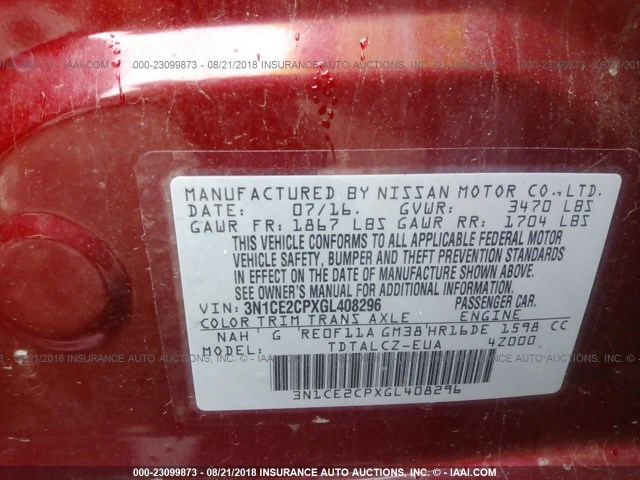 000-23099873 - 08/21/2018 INSURANCE AUTO AUCTIONS, INC. - © - IAAI.COM
MANUFACTURED BY NISSAN MOTOR CO.,LTD.
DATE: 07/16. GVWR: 3470 LBS
GAWR FR: 1867 LBS GAWR RR: 1704 LBS
THIS VEHICLE CONFORMS TO ALL APPLICABLE FEDERAL MOTOR
VEHICLE SAFETY, BUMPER AND THEFT PREVENTION STANDARDS
IN EFFECT ON THE DATE OF MANUFACTURE SHOWN ABOVE.
SEE OWNER'S MANUAL FOR ADDITIONAL INFORMATION.
VIN: 3N1CE2CPXGL408296 PASSENGER CAR.
COLOR TRIM TRANS AXLE ENGINE
NAH G RE0F11A GM38 HR16DE 1598 CC
MODEL: TDTALCZ-EUA 4Z000
3N1CE2CPXGL408296
000-23099873 - 08/21/2018 INSURANCE AUTO AUCTIONS, INC. - © - IAAI.COM